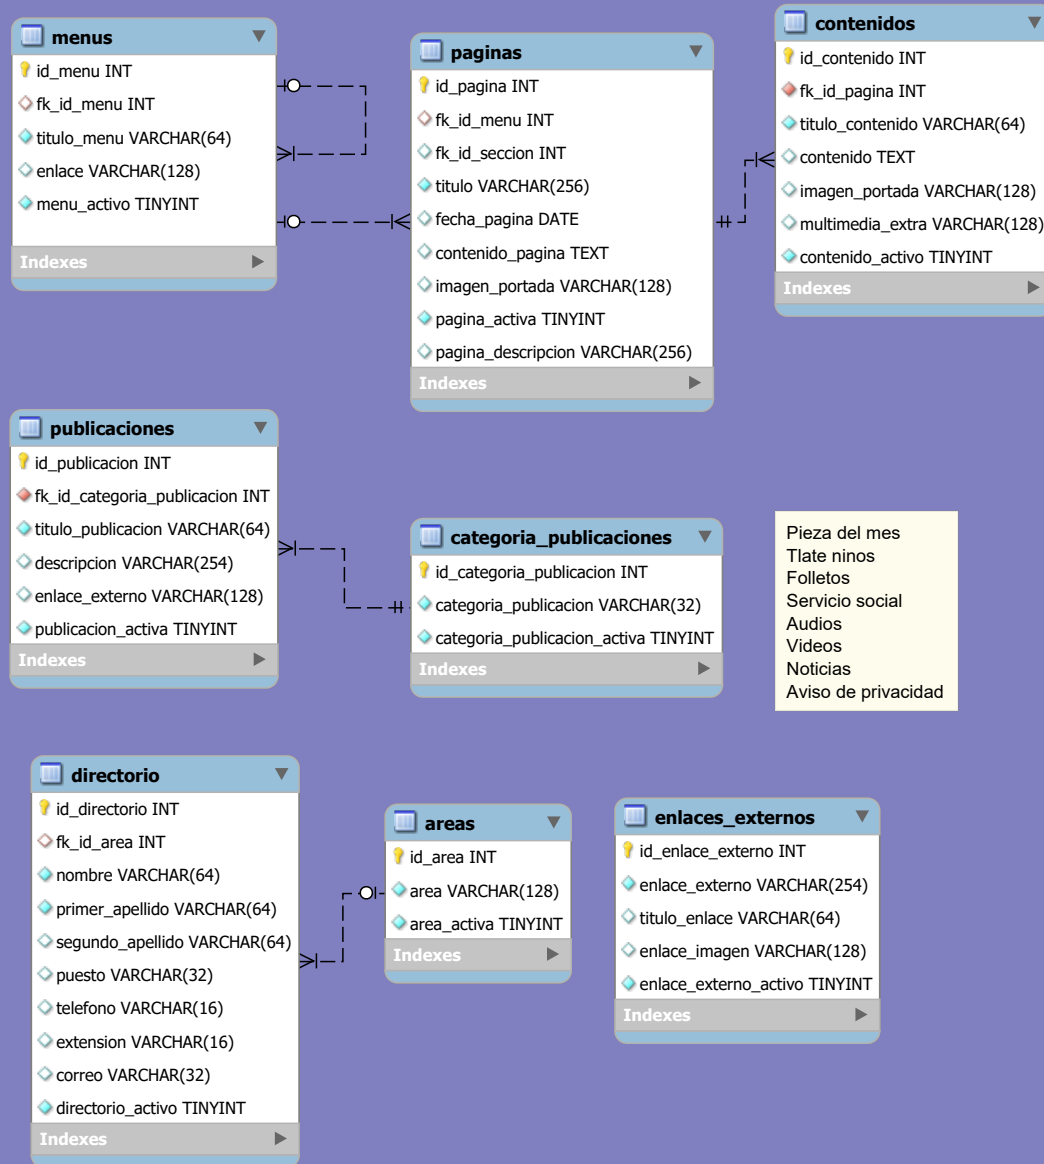 menus
id_menu INT
fk_id_menu INT
titulo_menu VARCHAR(64)
enlace VARCHAR(128)
menu_activo TINYINT
Indexes
paginas
id_pagina INT
fk_id_menu INT
fk_id_seccion INT
titulo VARCHAR(256)
fecha_pagina DATE
contenido_pagina TEXT
imagen_portada VARCHAR(128)
pagina_activa TINYINT
pagina_descripcion VARCHAR(256)
Indexes
contenidos
id_contenido INT
fk_id_pagina INT
titulo_contenido VARCHAR(64)
contenido TEXT
imagen_portada VARCHAR(128)
multimedia_extra VARCHAR(128)
contenido_activo TINYINT
Indexes
publicaciones
id_publicacion INT
fk_id_categoria_publicacion INT
titulo_publicacion VARCHAR(64)
descripcion VARCHAR(254)
enlace_externo VARCHAR(128)
publicacion_activa TINYINT
Indexes
categoria_publicaciones
id_categoria_publicacion INT
categoria_publicacion VARCHAR(32)
categoria_publicacion_activa TINYINT
Indexes
Pieza del mes
Tlate ninos
Folletos
Servicio social
Audios
Videos
Noticias
Aviso de privacidad
directorio
id_directorio INT
fk_id_area INT
nombre VARCHAR(64)
primer_apellido VARCHAR(64)
segundo_apellido VARCHAR(64)
puesto VARCHAR(32)
telefono VARCHAR(16)
extension VARCHAR(16)
correo VARCHAR(32)
directorio_activo TINYINT
Indexes
areas
id_area INT
area VARCHAR(128)
area_activa TINYINT
Indexes
enlaces_externos
id_enlace_externo INT
enlace_externo VARCHAR(254)
titulo_enlace VARCHAR(64)
enlace_imagen VARCHAR(128)
enlace_externo_activo TINYINT
Indexes